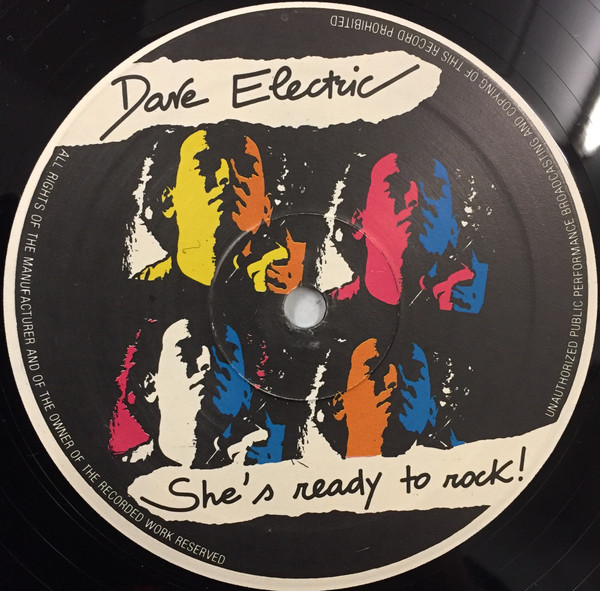 Dave Electric
She's ready to rock!
ALL RIGHTS OF THE MANUFACTURER AND OF THE OWNER OF THE RECORDED WORK RESERVED
UNAUTHORIZED PUBLIC PERFORMANCE BROADCASTING AND COPYING OF THIS RECORD PROHIBITED